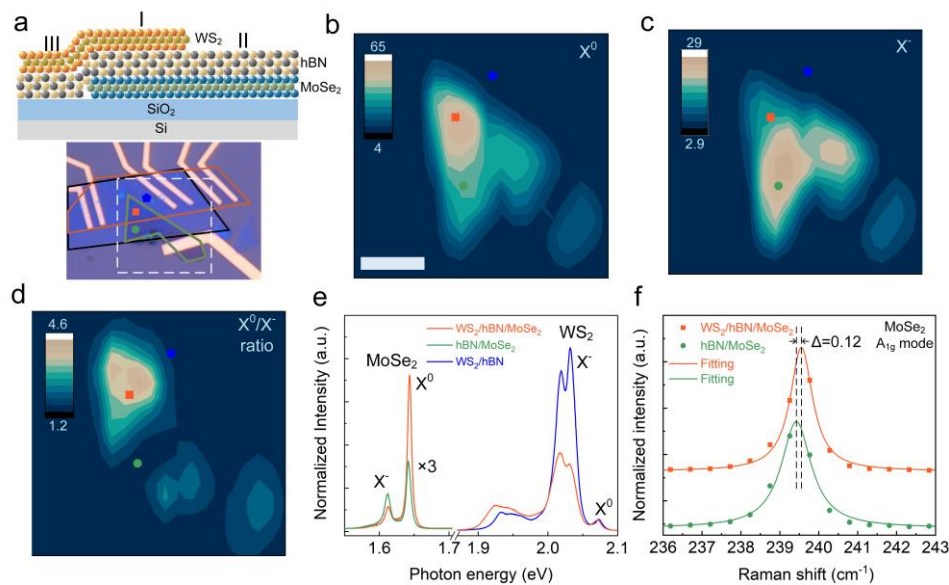 a
I
III
II
WS₂
hBN
MoSe₂
SiO₂
Si
b
65
4
X⁰
c
29
2.9
X⁻
d
4.6
1.2
X⁰/X⁻
ratio
e
WS₂/hBN/MoSe₂
hBN/MoSe₂
WS₂/hBN
MoSe₂
X⁰
X⁻
×3
WS₂
X⁻
X⁰
Normalized Intensity (a.u.)
1.6 1.7 1.9 2.0 2.1
Photon energy (eV)
f
WS₂/hBN/MoSe₂
hBN/MoSe₂
Fitting
Fitting
MoSe₂
A₁g mode
Δ=0.12
Normalized intensity (a.u.)
236 237 238 239 240 241 242 243
Raman shift (cm⁻¹)